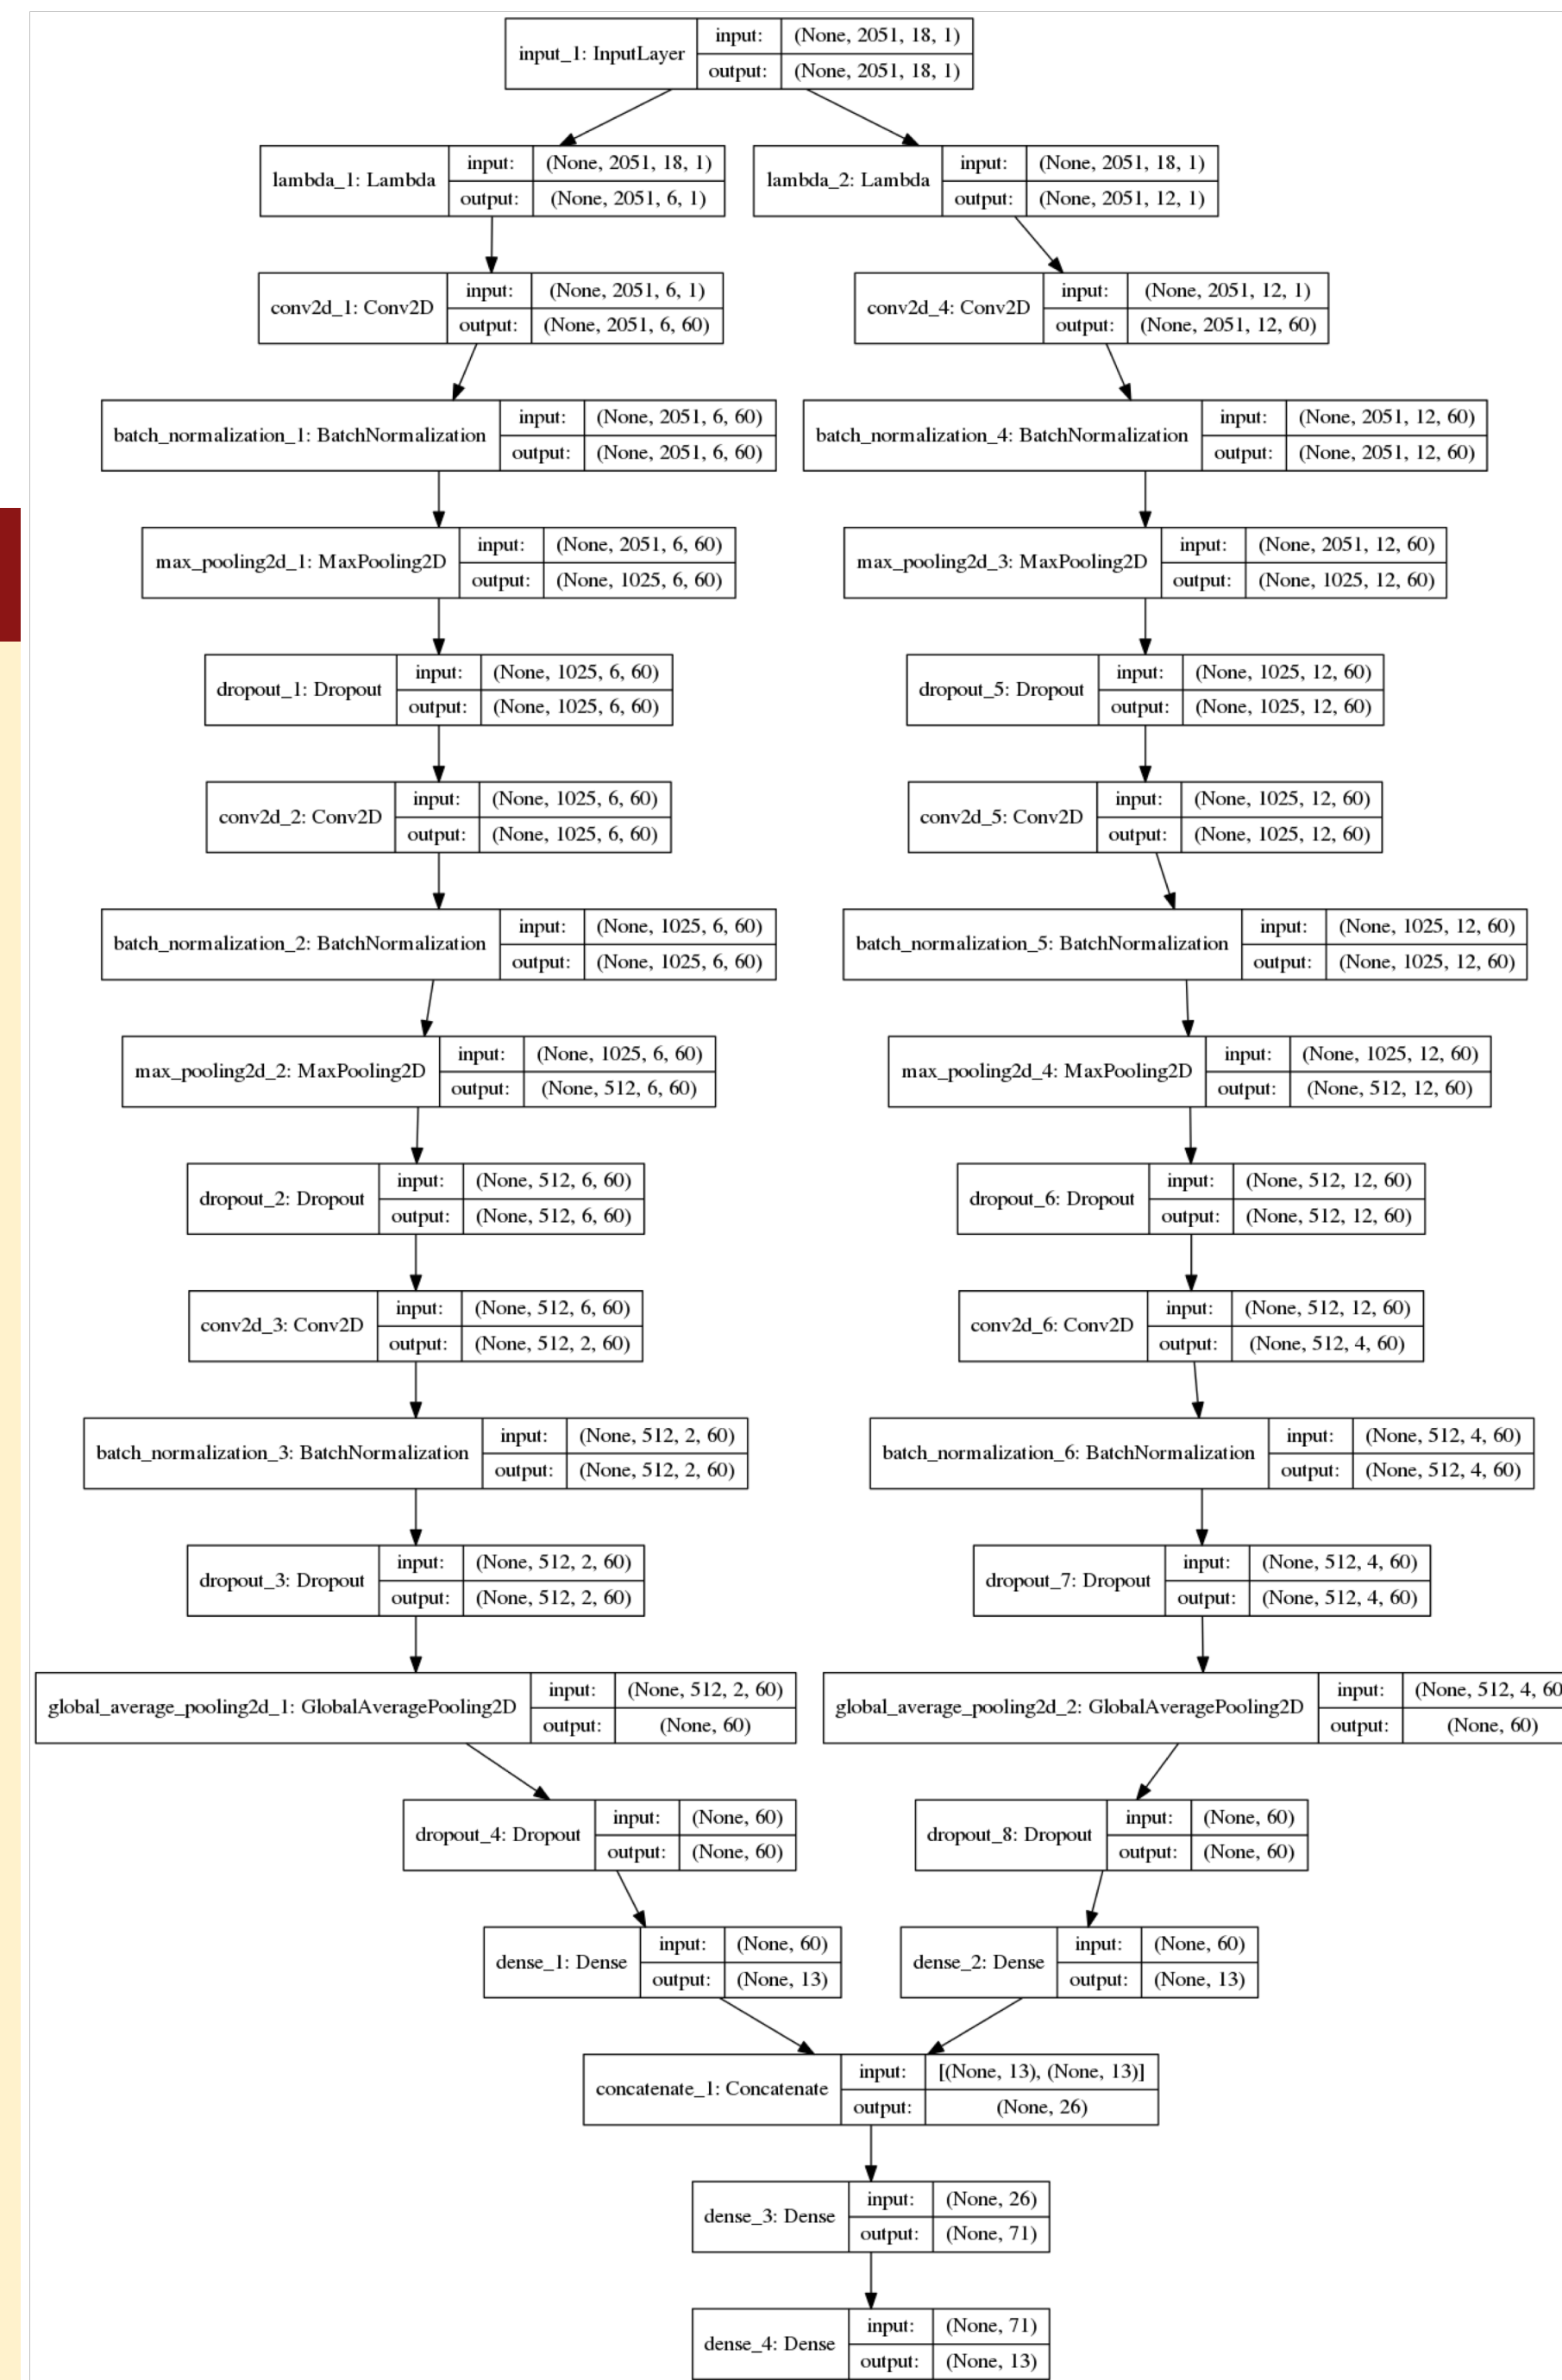 input_1: InputLayer
input: (None, 2051, 18, 1)
output: (None, 2051, 18, 1)
lambda_1: Lambda
input: (None, 2051, 18, 1)
output: (None, 2051, 6, 1)
lambda_2: Lambda
input: (None, 2051, 18, 1)
output: (None, 2051, 12, 1)
conv2d_1: Conv2D
input: (None, 2051, 6, 1)
output: (None, 2051, 6, 60)
conv2d_4: Conv2D
input: (None, 2051, 12, 1)
output: (None, 2051, 12, 60)
batch_normalization_1: BatchNormalization
input: (None, 2051, 6, 60)
output: (None, 2051, 6, 60)
batch_normalization_4: BatchNormalization
input: (None, 2051, 12, 60)
output: (None, 2051, 12, 60)
max_pooling2d_1: MaxPooling2D
input: (None, 2051, 6, 60)
output: (None, 1025, 6, 60)
max_pooling2d_3: MaxPooling2D
input: (None, 2051, 12, 60)
output: (None, 1025, 12, 60)
dropout_1: Dropout
input: (None, 1025, 6, 60)
output: (None, 1025, 6, 60)
dropout_5: Dropout
input: (None, 1025, 12, 60)
output: (None, 1025, 12, 60)
conv2d_2: Conv2D
input: (None, 1025, 6, 60)
output: (None, 1025, 6, 60)
conv2d_5: Conv2D
input: (None, 1025, 12, 60)
output: (None, 1025, 12, 60)
batch_normalization_2: BatchNormalization
input: (None, 1025, 6, 60)
output: (None, 1025, 6, 60)
batch_normalization_5: BatchNormalization
input: (None, 1025, 12, 60)
output: (None, 1025, 12, 60)
max_pooling2d_2: MaxPooling2D
input: (None, 1025, 6, 60)
output: (None, 512, 6, 60)
max_pooling2d_4: MaxPooling2D
input: (None, 1025, 12, 60)
output: (None, 512, 12, 60)
dropout_2: Dropout
input: (None, 512, 6, 60)
output: (None, 512, 6, 60)
dropout_6: Dropout
input: (None, 512, 12, 60)
output: (None, 512, 12, 60)
conv2d_3: Conv2D
input: (None, 512, 6, 60)
output: (None, 512, 2, 60)
conv2d_6: Conv2D
input: (None, 512, 12, 60)
output: (None, 512, 4, 60)
batch_normalization_3: BatchNormalization
input: (None, 512, 2, 60)
output: (None, 512, 2, 60)
batch_normalization_6: BatchNormalization
input: (None, 512, 4, 60)
output: (None, 512, 4, 60)
dropout_3: Dropout
input: (None, 512, 2, 60)
output: (None, 512, 2, 60)
dropout_7: Dropout
input: (None, 512, 4, 60)
output: (None, 512, 4, 60)
global_average_pooling2d_1: GlobalAveragePooling2D
input: (None, 512, 2, 60)
output: (None, 60)
global_average_pooling2d_2: GlobalAveragePooling2D
input: (None, 512, 4, 60
output: (None, 60)
dropout_4: Dropout
input: (None, 60)
output: (None, 60)
dropout_8: Dropout
input: (None, 60)
output: (None, 60)
dense_1: Dense
input: (None, 60)
output: (None, 13)
dense_2: Dense
input: (None, 60)
output: (None, 13)
concatenate_1: Concatenate
input: [(None, 13), (None, 13)]
output: (None, 26)
dense_3: Dense
input: (None, 26)
output: (None, 71)
dense_4: Dense
input: (None, 71)
output: (None, 13)